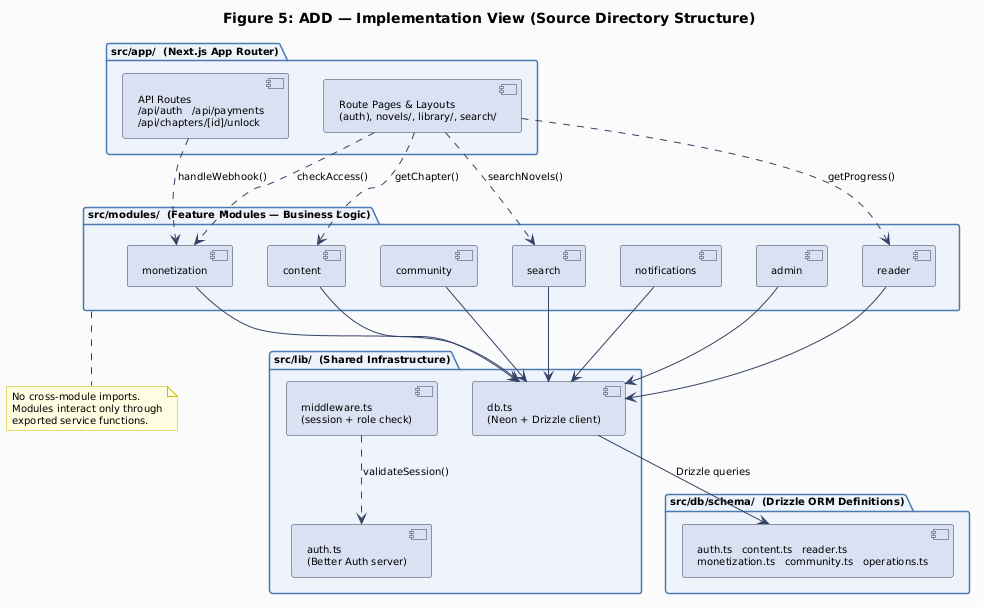 Figure 5: ADD — Implementation View (Source Directory Structure)
src/app/  (Next.js App Router)
API Routes
/api/auth   /api/payments
/api/chapters/[id]/unlock
Route Pages & Layouts
(auth), novels/, library/, search/
handleWebhook()
checkAccess()
getChapter()
searchNovels()
getProgress()
src/modules/  (Feature Modules — Business Logic)
monetization
content
community
search
notifications
admin
reader
No cross-module imports.
Modules interact only through
exported service functions.
src/lib/  (Shared Infrastructure)
middleware.ts
(session + role check)
db.ts
(Neon + Drizzle client)
validateSession()
Drizzle queries
auth.ts
(Better Auth server)
src/db/schema/  (Drizzle ORM Definitions)
auth.ts   content.ts   reader.ts
monetization.ts   community.ts   operations.ts